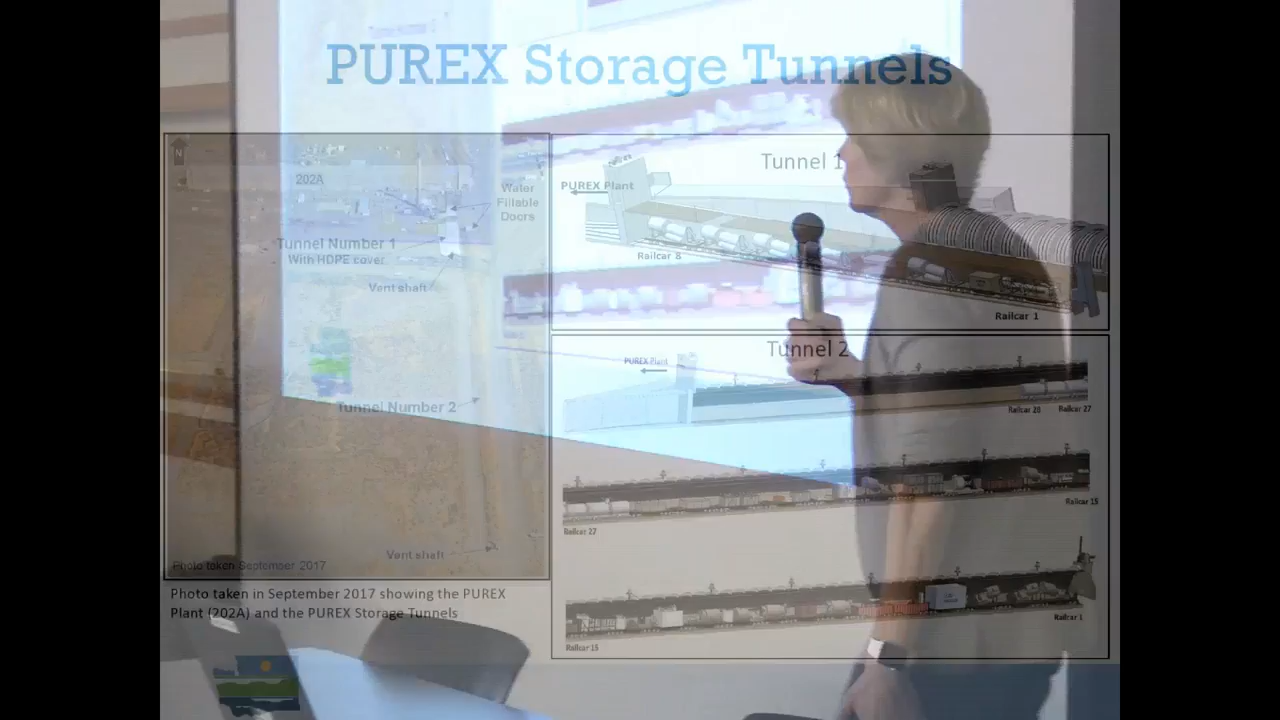 PUREX Storage Tunnels
N
202A
Water
Fillable
Doors
Tunnel Number 1
With HDPE cover
Vent shaft
Tunnel Number 2
Vent shaft
Photo taken September 2017
Photo taken in September 2017 showing the PUREX
Plant (202A) and the PUREX Storage Tunnels
Tunnel 1
PUREX Plant
Railcar 8
Railcar 1
Tunnel 2
PUREX Plant
Railcar 28
Railcar 27
Railcar 15
Railcar 27
Railcar 1
Railcar 15